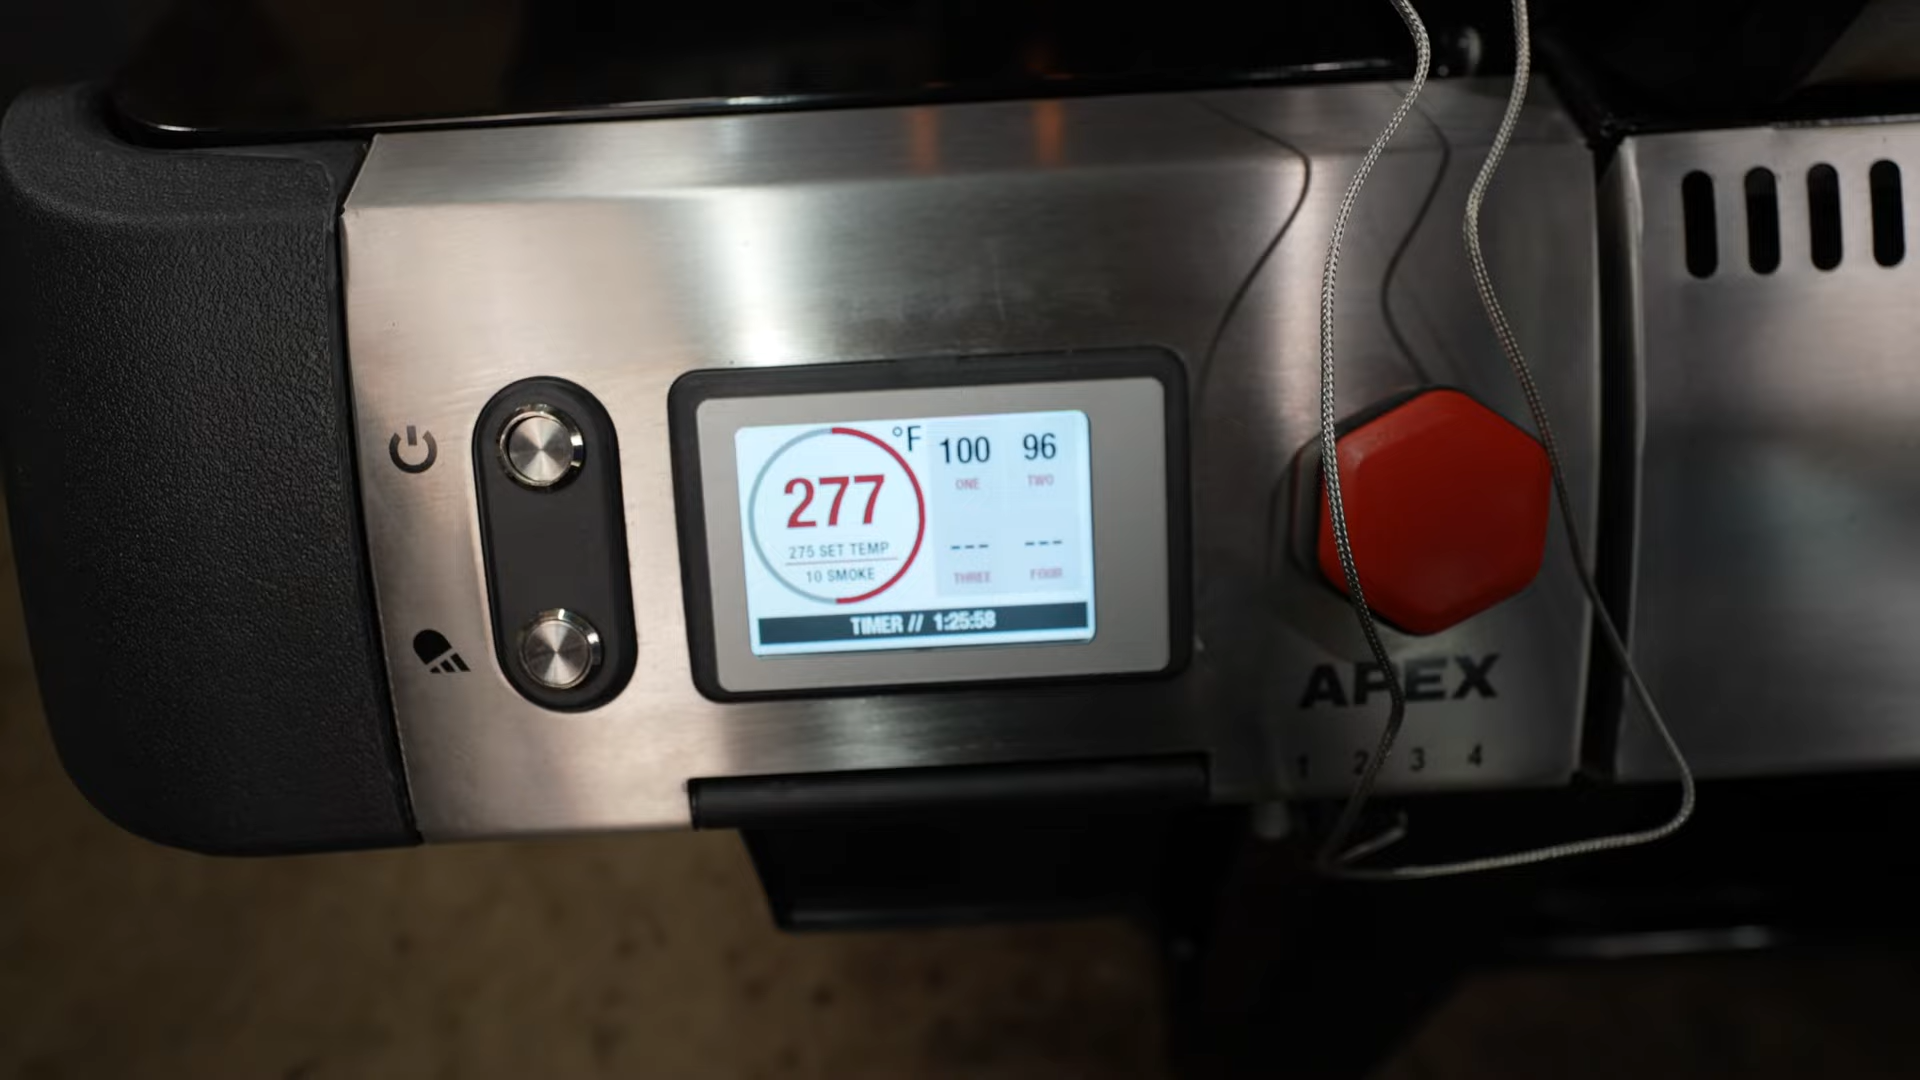 277
°F
275 SET TEMP
10 SMOKE
100 96
ONE TWO
--- ---
THREE FOUR
TIMER // 1:25:58
APEX
1 2 3 4